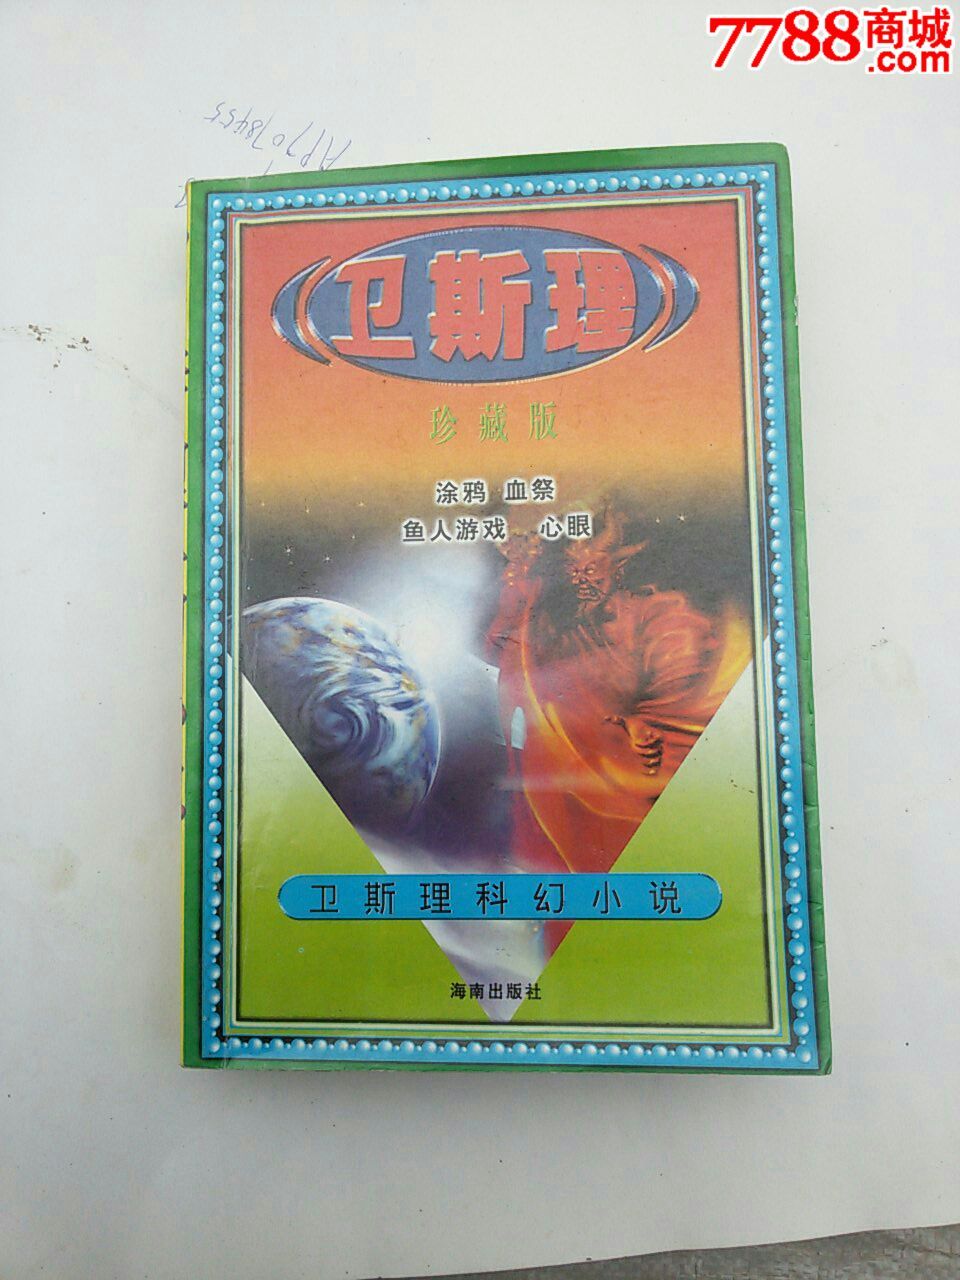 7788商城
.com
AP9078455
卫斯理
珍藏版
涂鸦 血祭
鱼人游戏 心眼
卫斯理科幻小说
海南出版社